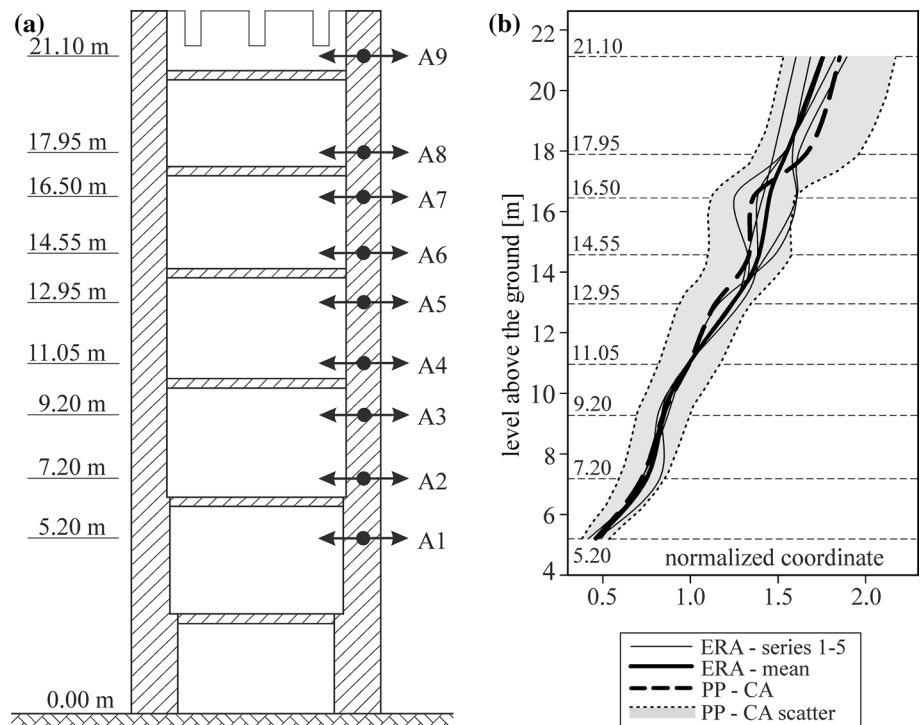 (a)
21.10 m
A9
17.95 m
A8
16.50 m
A7
14.55 m
A6
12.95 m
A5
11.05 m
A4
9.20 m
A3
7.20 m
A2
5.20 m
A1
0.00 m
(b)
level above the ground [m]
22
20
18
16
14
12
10
8
6
4
21.10
17.95
16.50
14.55
12.95
11.05
9.20
7.20
5.20
normalized coordinate
0.5 1.0 1.5 2.0
ERA - series 1-5
ERA - mean
PP - CA
PP - CA scatter